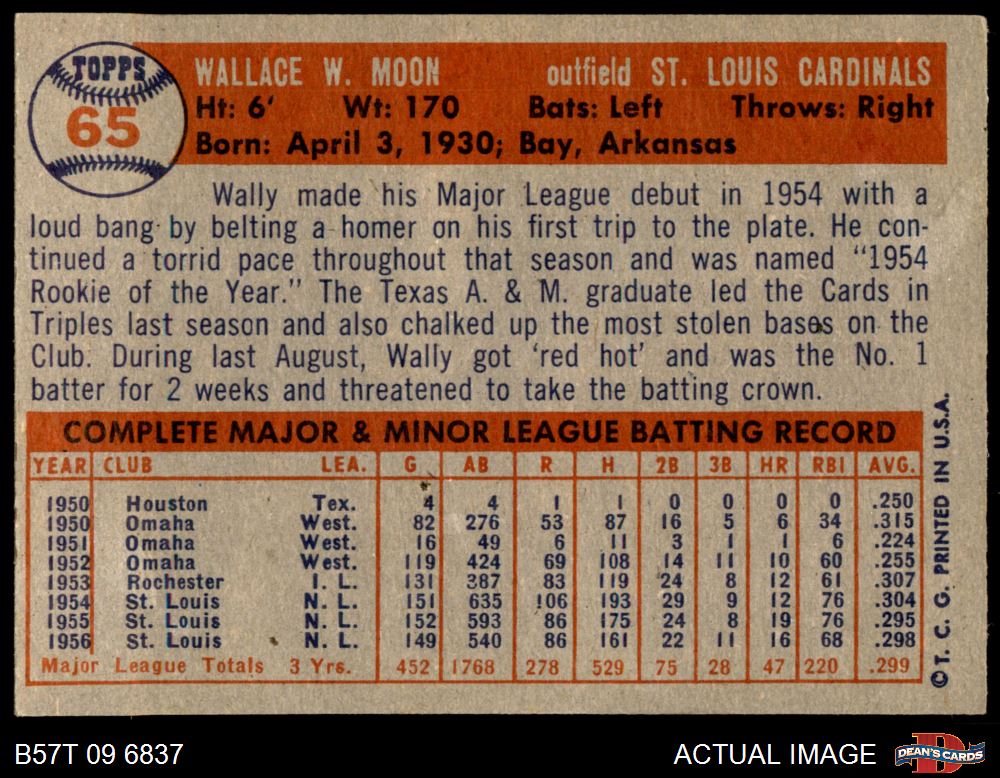 TOPPS
65
WALLACE W. MOON outfield ST. LOUIS CARDINALS
Ht: 6' Wt: 170 Bats: Left Throws: Right
Born: April 3, 1930; Bay, Arkansas
Wally made his Major League debut in 1954 with a
loud bang by belting a homer on his first trip to the plate. He con-
tinued a torrid pace throughout that season and was named "1954
Rookie of the Year." The Texas A. & M. graduate led the Cards in
Triples last season and also chalked up the most stolen bases on the
Club. During last August, Wally got 'red hot' and was the No. 1
batter for 2 weeks and threatened to take the batting crown.
COMPLETE MAJOR & MINOR LEAGUE BATTING RECORD
YEAR CLUB LEA. G AB R H 2B 3B HR RBI AVG.
1950 Houston Tex. 4 4 1 1 0 0 0 0 .250
1950 Omaha West. 82 276 53 87 16 5 6 34 .315
1951 Omaha West. 16 49 6 11 3 1 1 6 .224
1952 Omaha West. 119 424 69 108 14 11 10 60 .255
1953 Rochester I. L. 131 387 83 119 24 8 12 61 .307
1954 St. Louis N. L. 151 635 106 193 29 9 12 76 .304
1955 St. Louis N. L. 152 593 86 175 24 8 19 76 .295
1956 St. Louis N. L. 149 540 86 161 22 11 16 68 .298
Major League Totals 3 Yrs. 452 1768 278 529 75 28 47 220 .299
©T. C. G. PRINTED IN U.S.A.
B57T 09 6837
ACTUAL IMAGE
DEAN'S CARDS